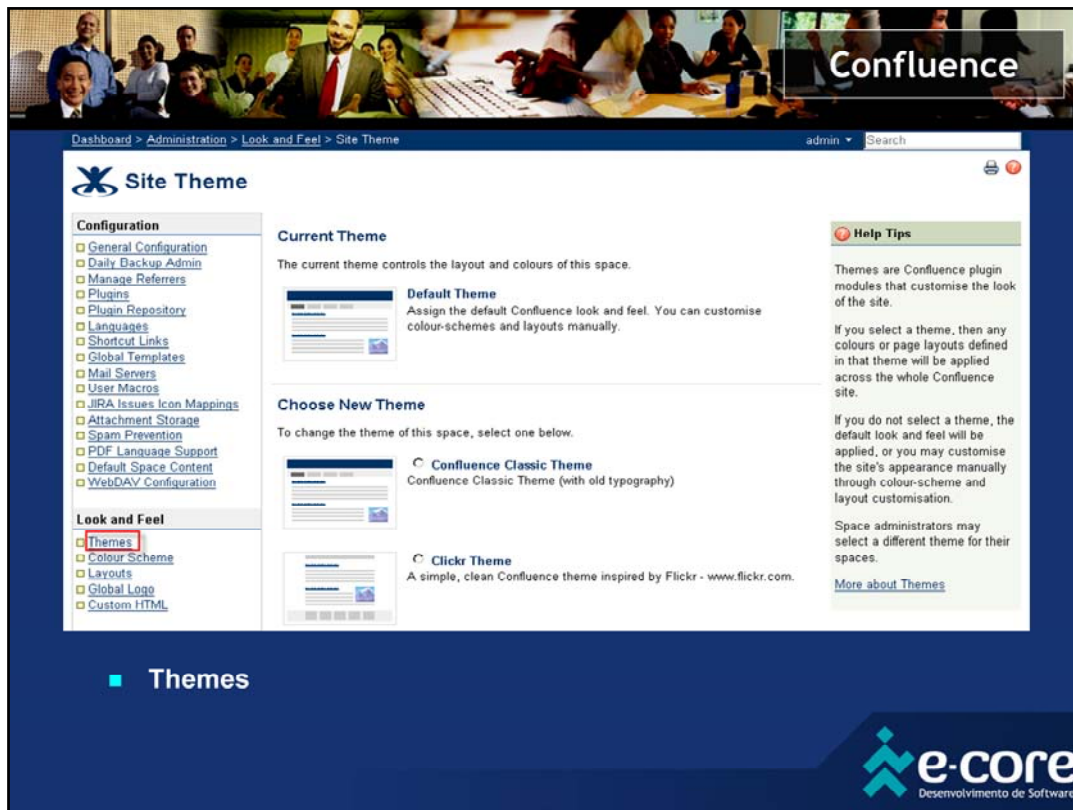 Confluence
Dashboard > Administration > Look and Feel > Site Theme
admin
Search
Site Theme
Configuration
General Configuration
Daily Backup Admin
Manage Referrers
Plugins
Plugin Repository
Languages
Shortcut Links
Global Templates
Mail Servers
User Macros
JIRA Issues Icon Mappings
Attachment Storage
Spam Prevention
PDF Language Support
Default Space Content
WebDAV Configuration
Look and Feel
Themes
Colour Scheme
Layouts
Global Logo
Custom HTML
Current Theme
The current theme controls the layout and colours of this space.
Default Theme
Assign the default Confluence look and feel. You can customise
colour-schemes and layouts manually.
Choose New Theme
To change the theme of this space, select one below.
Confluence Classic Theme
Confluence Classic Theme (with old typography)
Clickr Theme
A simple, clean Confluence theme inspired by Flickr - www.flickr.com.
Help Tips
Themes are Confluence plugin
modules that customise the look
of the site.
If you select a theme, then any
colours or page layouts defined
in that theme will be applied
across the whole Confluence
site.
If you do not select a theme, the
default look and feel will be
applied, or you may customise
the site's appearance manually
through colour-scheme and
layout customisation.
Space administrators may
select a different theme for their
spaces.
More about Themes
Themes
e-core
Desenvolvimento de Software